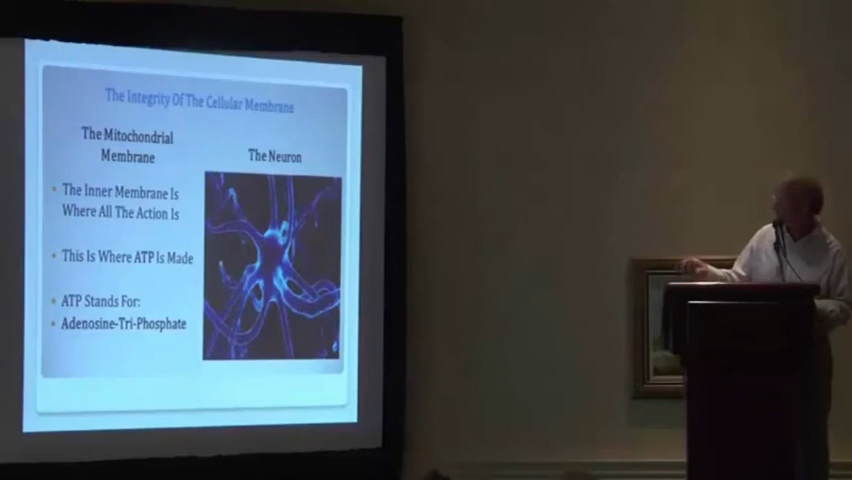 The Integrity Of The Cellular Membrane
The Mitochondrial
Membrane
The Inner Membrane Is
Where All The Action Is
This Is Where ATP Is Made
ATP Stands For:
Adenosine-Tri-Phosphate
The Neuron